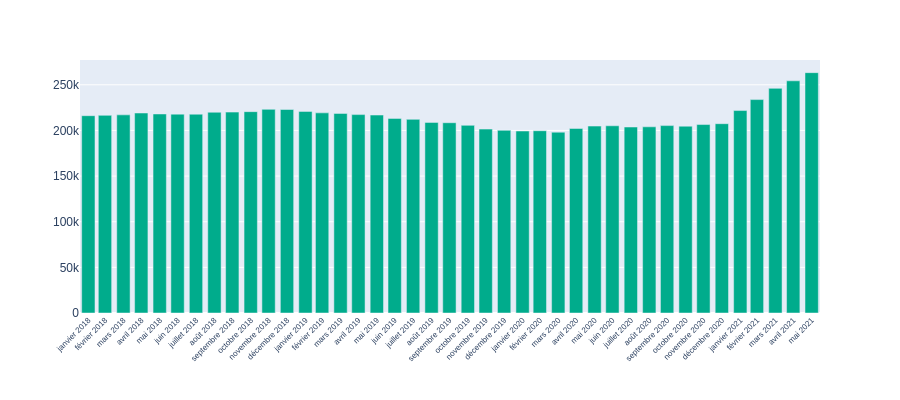 250k
200k
150k
100k
50k
0
janvier 2018
février 2018
mars 2018
avril 2018
mai 2018
juin 2018
juillet 2018
août 2018
septembre 2018
octobre 2018
novembre 2018
décembre 2018
janvier 2019
février 2019
mars 2019
avril 2019
mai 2019
juin 2019
juillet 2019
août 2019
septembre 2019
octobre 2019
novembre 2019
décembre 2019
janvier 2020
février 2020
mars 2020
avril 2020
mai 2020
juin 2020
juillet 2020
août 2020
septembre 2020
octobre 2020
novembre 2020
décembre 2020
janvier 2021
février 2021
mars 2021
avril 2021
mai 2021